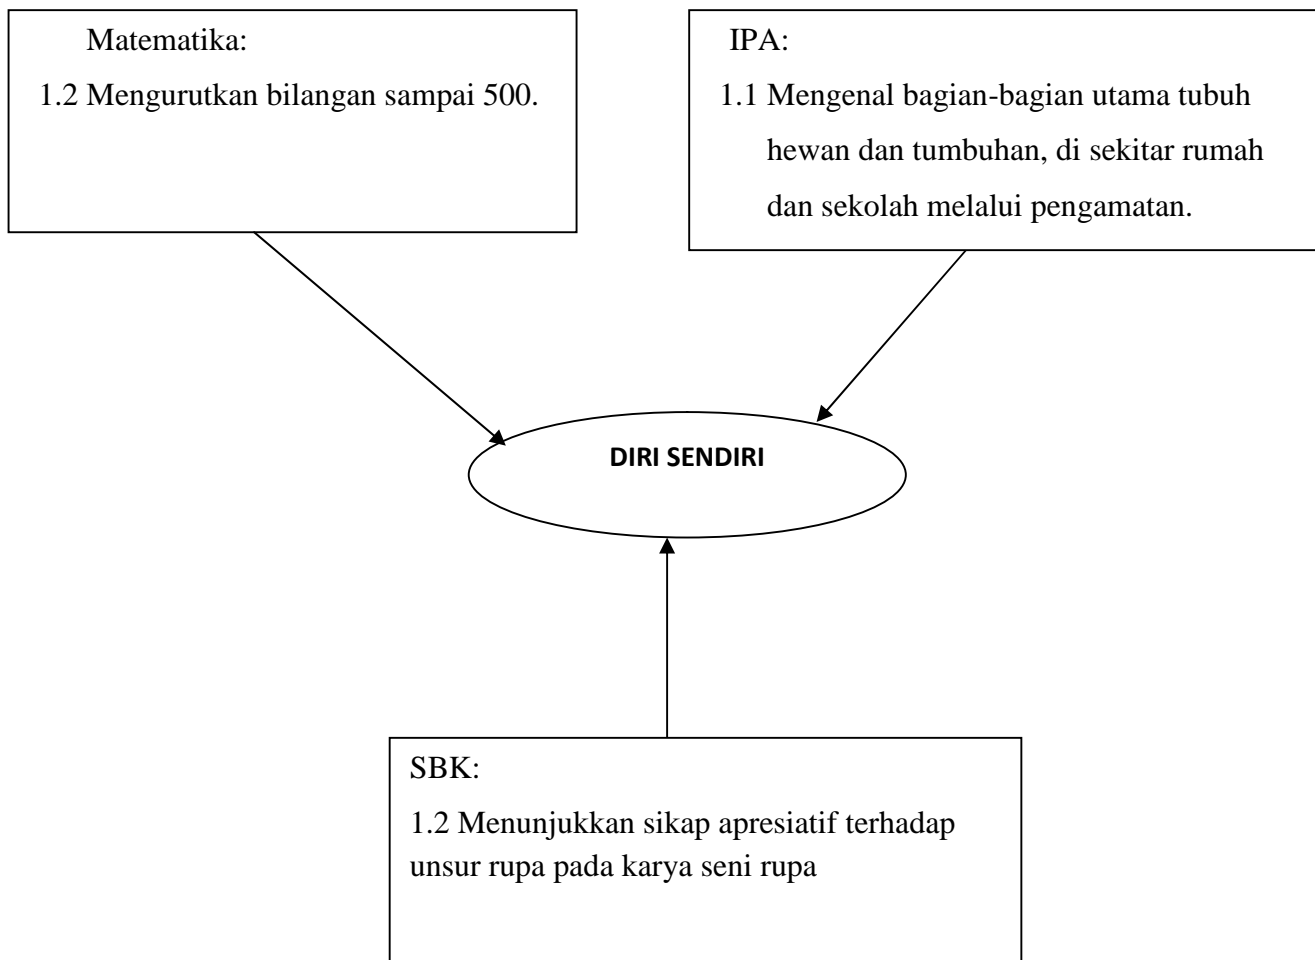 Matematika:
1.2 Mengurutkan bilangan sampai 500.
IPA:
1.1 Mengenal bagian-bagian utama tubuh
hewan dan tumbuhan, di sekitar rumah
dan sekolah melalui pengamatan.
DIRI SENDIRI
SBK:
1.2 Menunjukkan sikap apresiatif terhadap
unsur rupa pada karya seni rupa